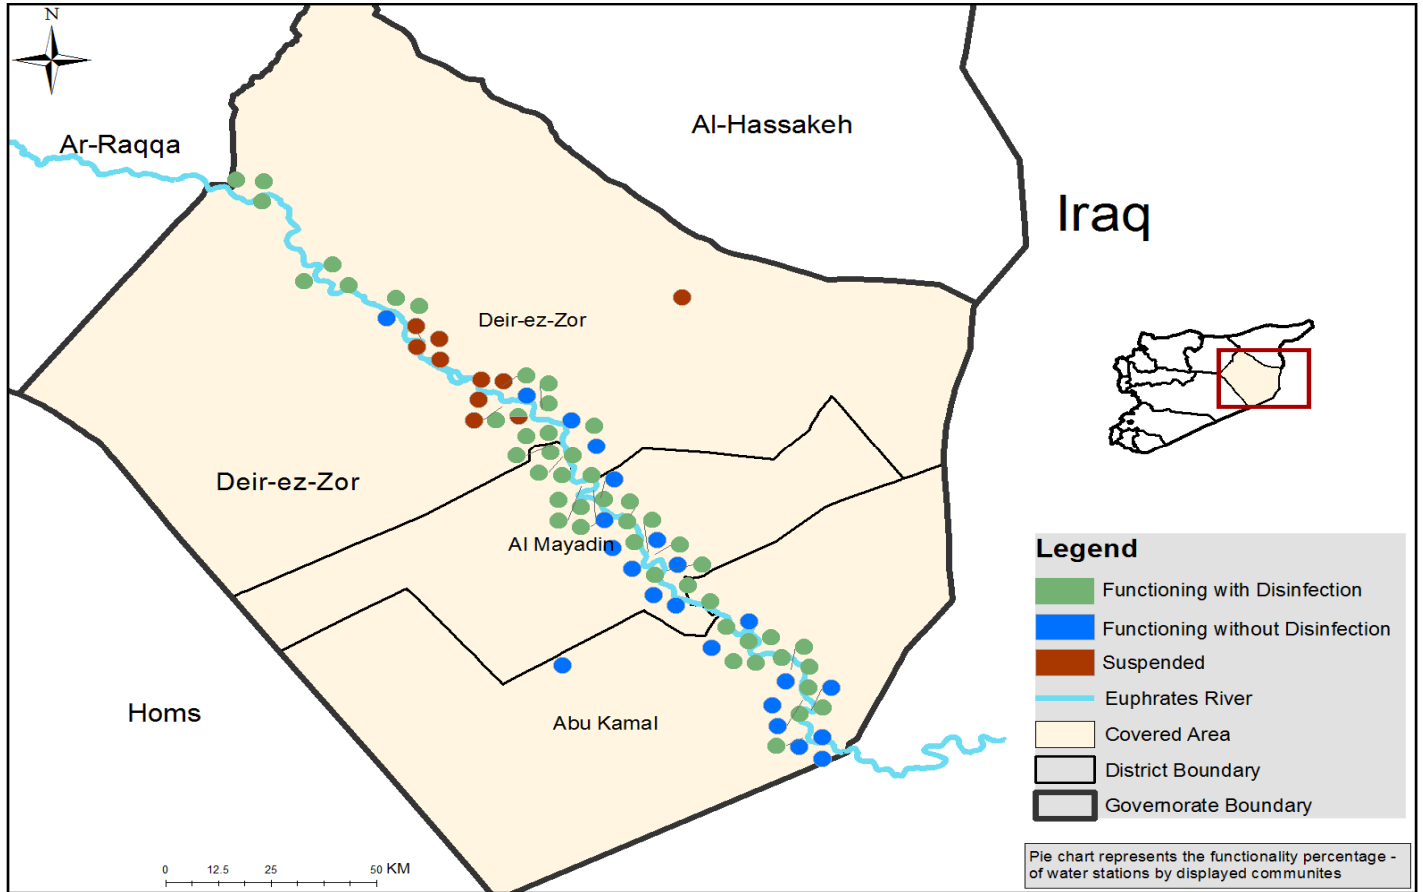 N
Ar-Raqqa
Al-Hassakeh
Iraq
Deir-ez-Zor
Deir-ez-Zor
Al Mayadin
Homs
Abu Kamal
0 12.5 25 50 KM
Legend
Functioning with Disinfection
Functioning without Disinfection
Suspended
Euphrates River
Covered Area
District Boundary
Governorate Boundary
Pie chart represents the functionality percentage -
of water stations by displayed communites